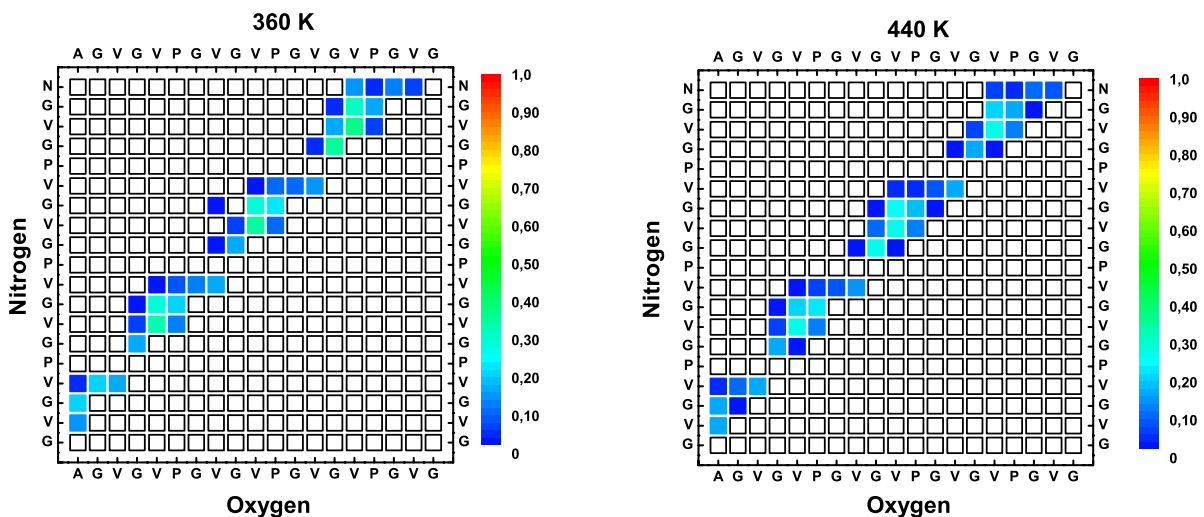 360 K
A G V G V P G V G V P G V G V P G V G
Nitrogen
N N
G G
V V
G G
P P
V V
G G
V V
G G
P P
V V
G G
V V
G G
P P
V V
G G
V V
G G
A G V G V P G V G V P G V G V P G V G
Oxygen
1,0
0,90
0,80
0,70
0,60
0,50
0,40
0,30
0,20
0,10
0
440 K
A G V G V P G V G V P G V G V P G V G
Nitrogen
N
G
V
G
P
V
G
V
G
P
V
G
V
G
P
V
G
V
G
A G V G V P G V G V P G V G V P G V G
Oxygen
1,0
0,90
0,80
0,70
0,60
0,50
0,40
0,30
0,20
0,10
0